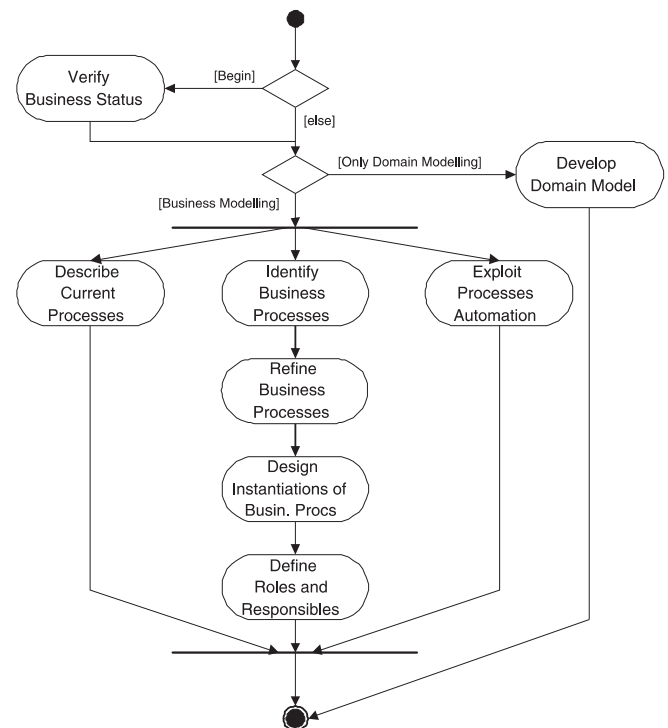 [Begin]
Verify
Business Status
[else]
[Only Domain Modelling]
Develop
Domain Model
[Business Modelling]
Describe
Current
Processes
Identify
Business
Processes
Exploit
Processes
Automation
Refine
Business
Processes
Design
Instantiations of
Busin. Procs
Define
Roles and
Responsibles